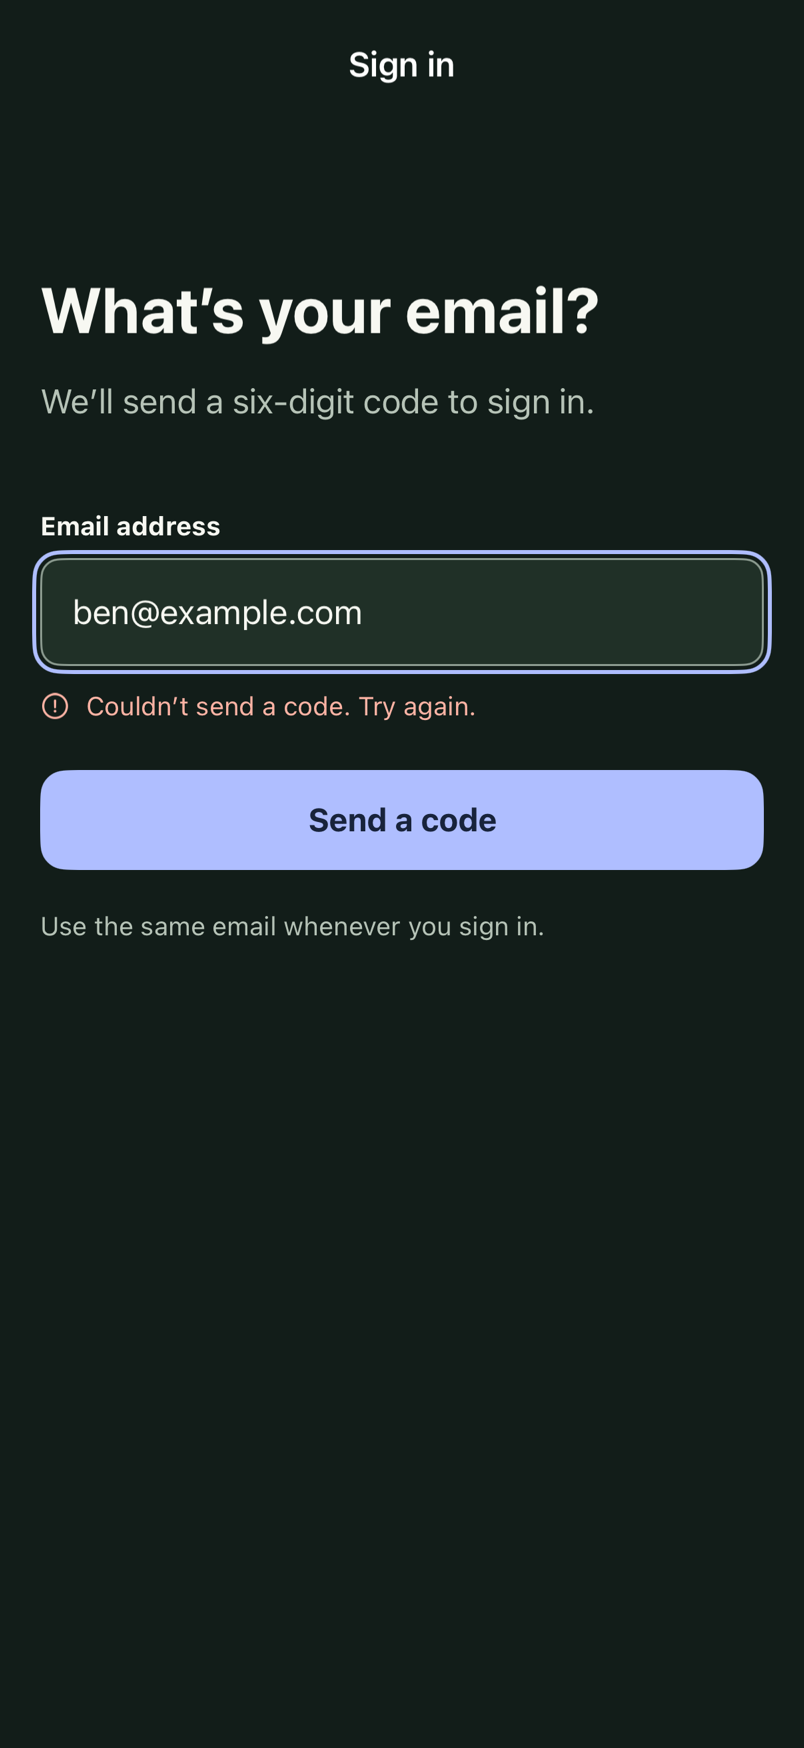 Sign in
What’s your email?
We’ll send a six-digit code to sign in.
Email address
ben@example.com
Couldn’t send a code. Try again.
Send a code
Use the same email whenever you sign in.